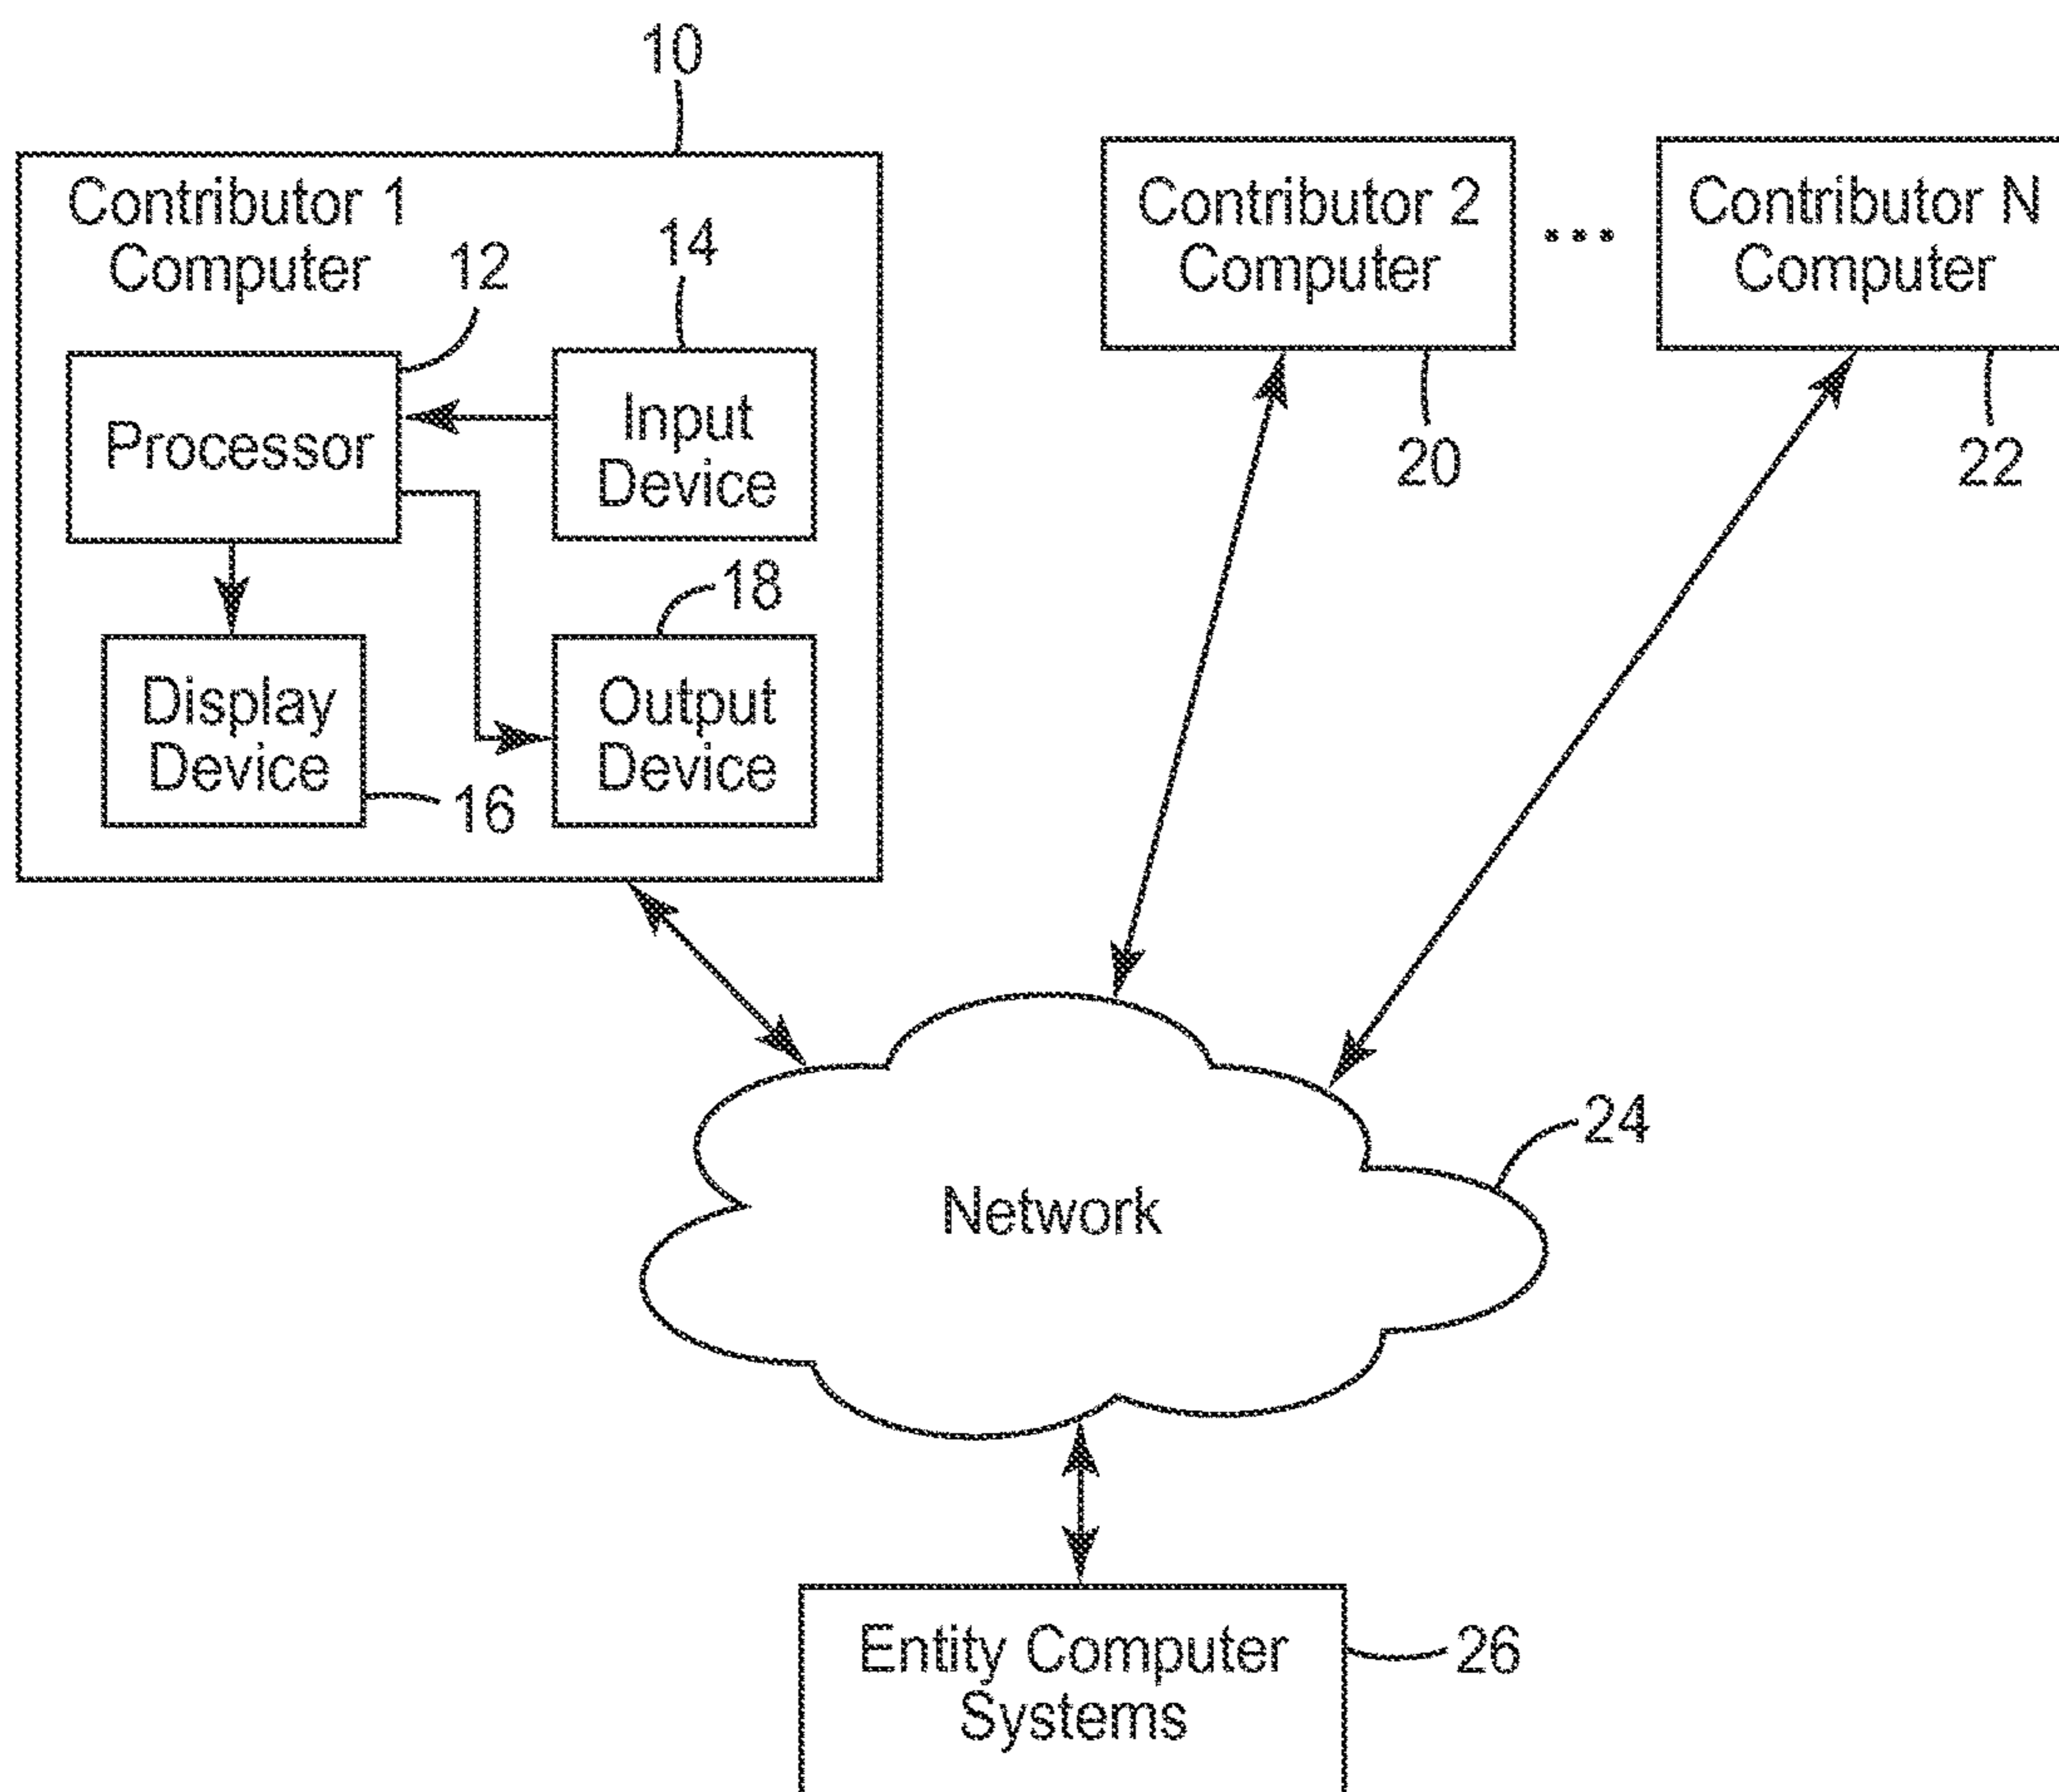 10
Contributor 1
Computer
12
14
Processor
Input
Device
18
Display
Device
16
Output
Device
Contributor 2
Computer
20
...
Contributor N
Computer
22
24
Network
Entity Computer
Systems
26